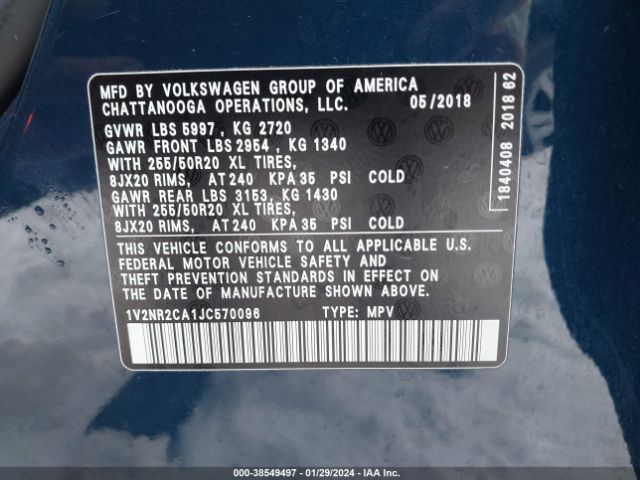 MFD BY VOLKSWAGEN GROUP OF AMERICA
CHATTANOOGA OPERATIONS, LLC. 05/2018
GVWR LBS 5997, KG 2720
GAWR FRONT LBS 2954, KG 1340
WITH 255/50R20 XL TIRES,
8JX20 RIMS, AT 240 KPA 35 PSI COLD
GAWR REAR LBS 3153, KG 1430
WITH 255/50R20 XL TIRES,
8JX20 RIMS, AT 240 KPA 35 PSI COLD
THIS VEHICLE CONFORMS TO ALL APPLICABLE U.S.
FEDERAL MOTOR VEHICLE SAFETY AND
THEFT PREVENTION STANDARDS IN EFFECT ON
THE DATE OF MANUFACTURE SHOWN ABOVE.
1V2NR2CA1JC570096 TYPE: MPV
1840408 2018 62
000-38549497 - 01/29/2024 - IAA Inc.